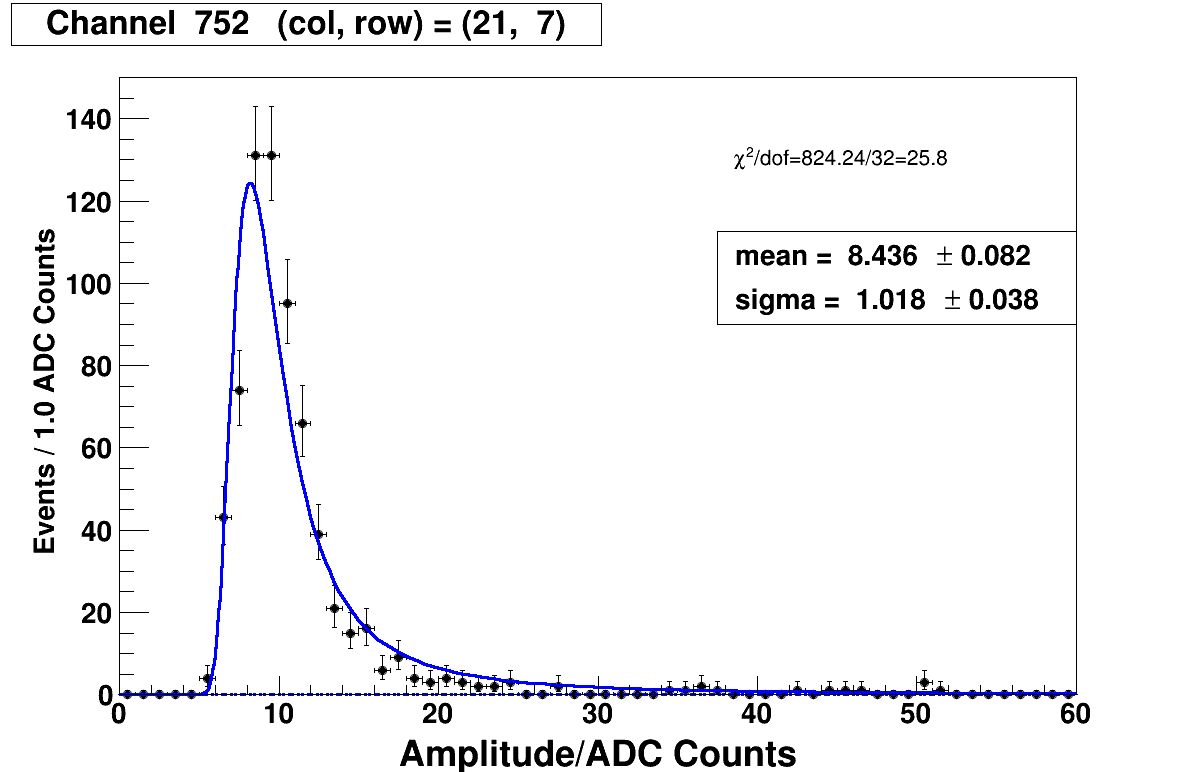 Channel 752 (col, row) = (21, 7)
140
120
100
80
60
40
20
0
Events / 1.0 ADC Counts
χ²/dof=824.24/32=25.8
mean = 8.436 ± 0.082
sigma = 1.018 ± 0.038
0 10 20 30 40 50 60
Amplitude/ADC Counts